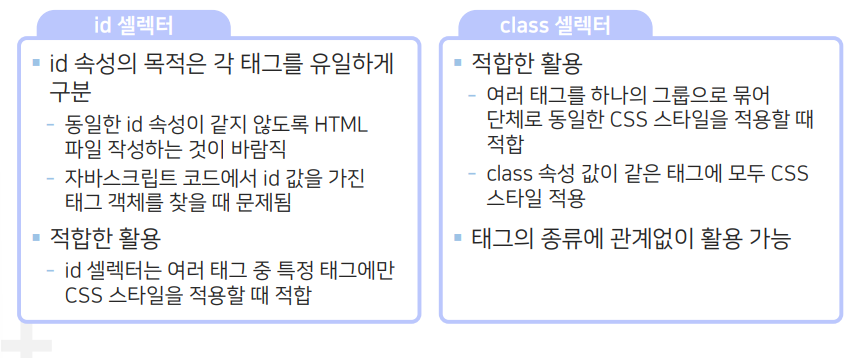 id 셀렉터
▪ id 속성의 목적은 각 태그를 유일하게
구분
- 동일한 id 속성이 같지 않도록 HTML
파일 작성하는 것이 바람직
- 자바스크립트 코드에서 id 값을 가진
태그 객체를 찾을 때 문제됨
▪ 적합한 활용
- id 셀렉터는 여러 태그 중 특정 태그에만
CSS 스타일을 적용할 때 적합
class 셀렉터
▪ 적합한 활용
- 여러 태그를 하나의 그룹으로 묶어
단체로 동일한 CSS 스타일을 적용할 때
적합
- class 속성 값이 같은 태그에 모두 CSS
스타일 적용
▪ 태그의 종류에 관계없이 활용 가능